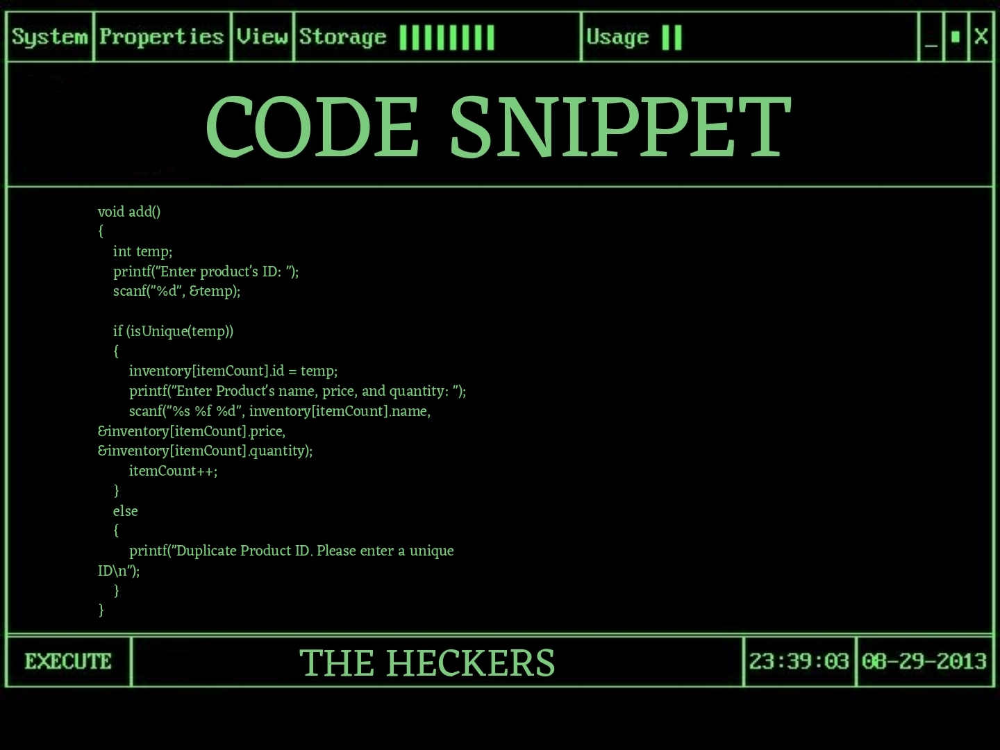 System Properties View Storage Usage _ X
CODE SNIPPET
void add()
{
    int temp;
    printf("Enter product's ID: ");
    scanf("%d", &temp);

    if (isUnique(temp))
    {
        inventory[itemCount].id = temp;
        printf("Enter Product's name, price, and quantity: ");
        scanf("%s %f %d", inventory[itemCount].name,
&inventory[itemCount].price,
&inventory[itemCount].quantity);
        itemCount++;
    }
    else
    {
        printf("Duplicate Product ID. Please enter a unique
ID\n");
    }
}
EXECUTE THE HECKERS 23:39:03 08-29-2013